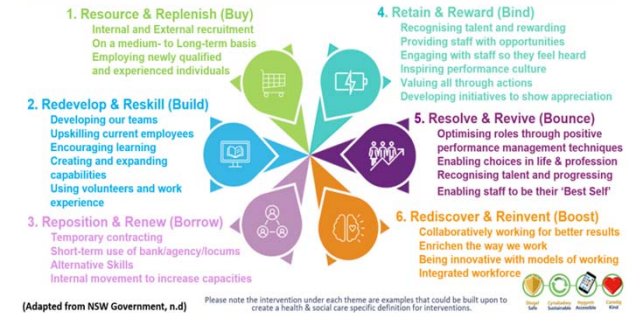 1. Resource & Replenish (Buy)
Internal and External recruitment
On a medium- to Long-term basis
Employing newly qualified
and experienced individuals
2. Redevelop & Reskill (Build)
Developing our teams
Upskilling current employees
Encouraging learning
Creating and expanding
capabilities
Using volunteers and work
experience
3. Reposition & Renew (Borrow)
Temporary contracting
Short-term use of bank/agency/locums
Alternative Skills
Internal movement to increase capacities
4. Retain & Reward (Bind)
Recognising talent and rewarding
Providing staff with opportunities
Engaging with staff so they feel heard
Inspiring performance culture
Valuing all through actions
Developing initiatives to show appreciation
5. Resolve & Revive (Bounce)
Optimising roles through positive
performance management techniques
Enabling choices in life & profession
Recognising talent and progressing
Enabling staff to be their ‘Best Self’
6. Rediscover & Reinvent (Boost)
Collaboratively working for better results
Enrichen the way we work
Being innovative with models of working
Integrated workforce
(Adapted from NSW Government, n.d)
Please note the intervention under each theme are examples that could be built upon to
create a health & social care specific definition for interventions.